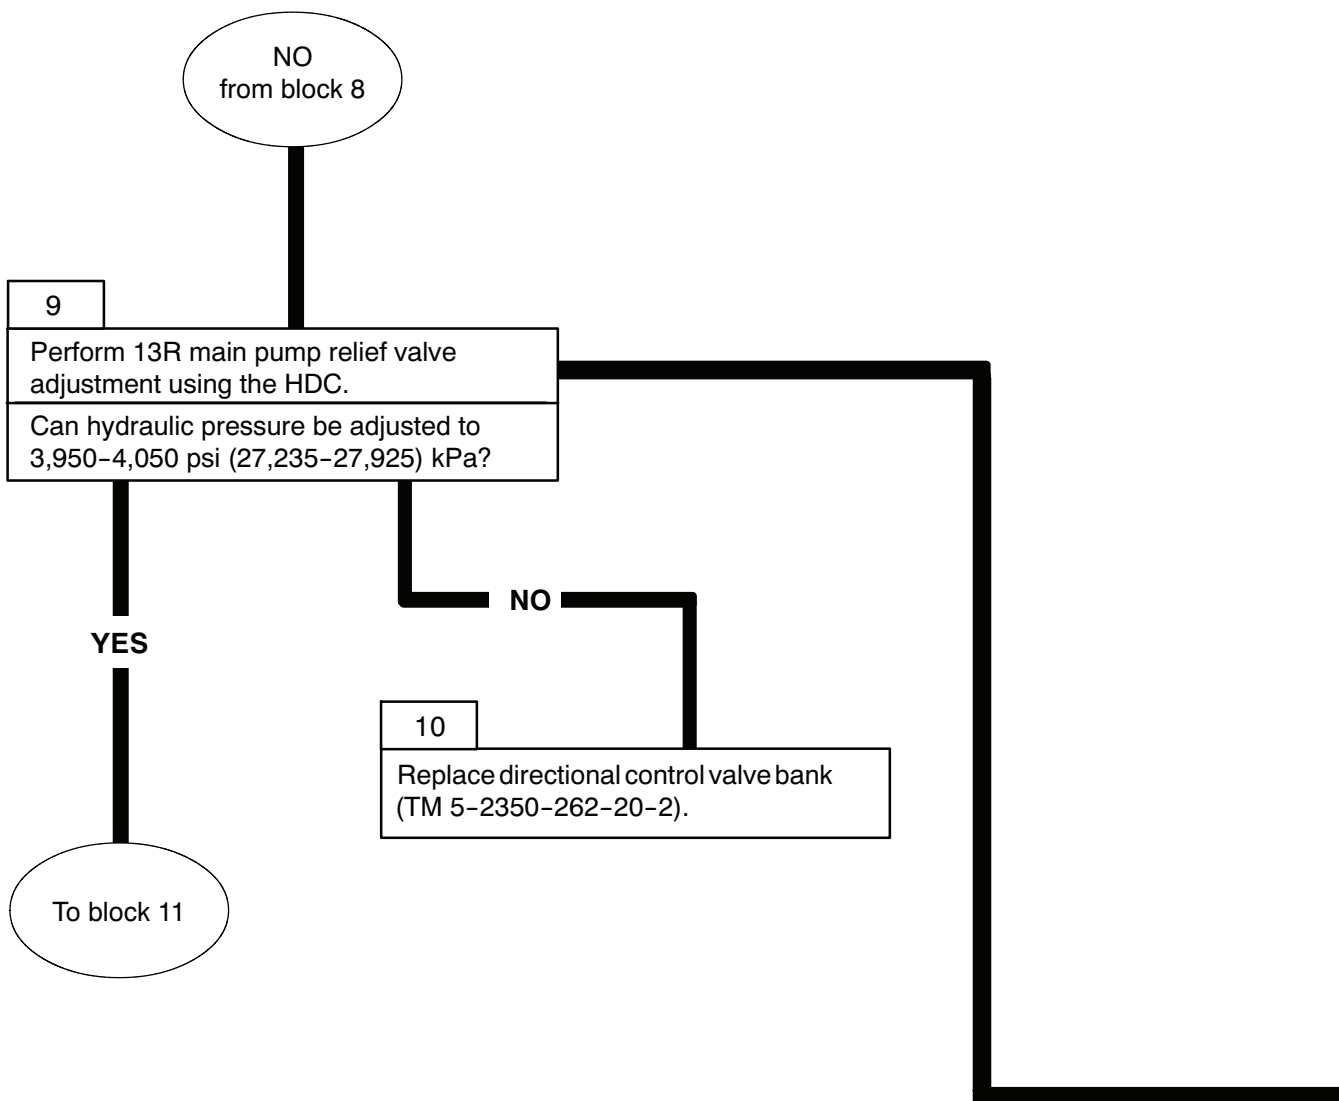 NO
from block 8
9
Perform 13R main pump relief valve
adjustment using the HDC.
Can hydraulic pressure be adjusted to
3,950-4,050 psi (27,235-27,925) kPa?
YES
NO
10
Replace directional control valve bank
(TM 5-2350-262-20-2).
To block 11